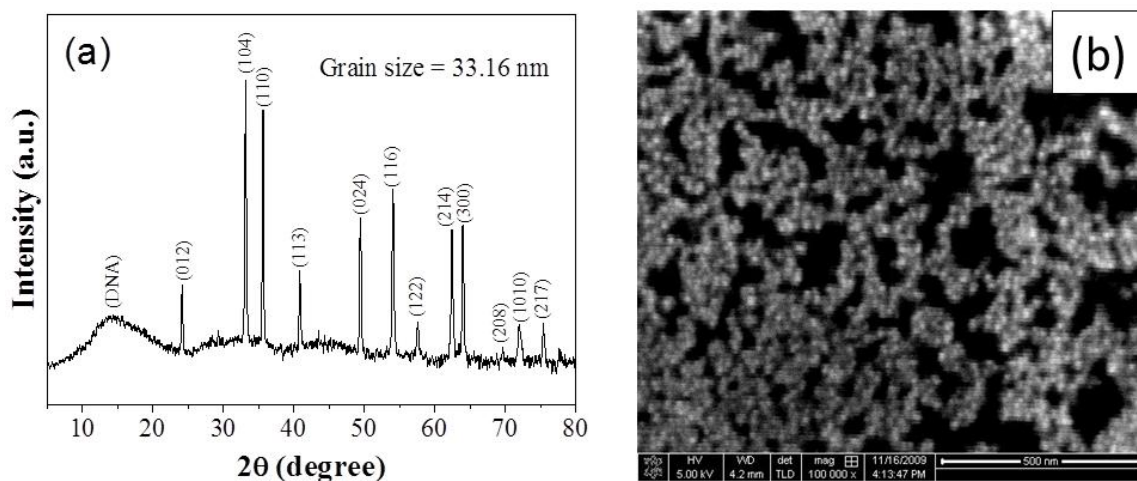 (a)
Grain size = 33.16 nm
(DNA)
(012)
(104)
(110)
(113)
(024)
(116)
(122)
(214)
(300)
(208)
(1010)
(217)
Intensity (a.u.)
10 20 30 40 50 60 70 80
2θ (degree)
(b)
HV WD det mag 11/16/2009 500 nm
5.00 kV 4.2 mm TLD 100 000 x 4:13:47 PM